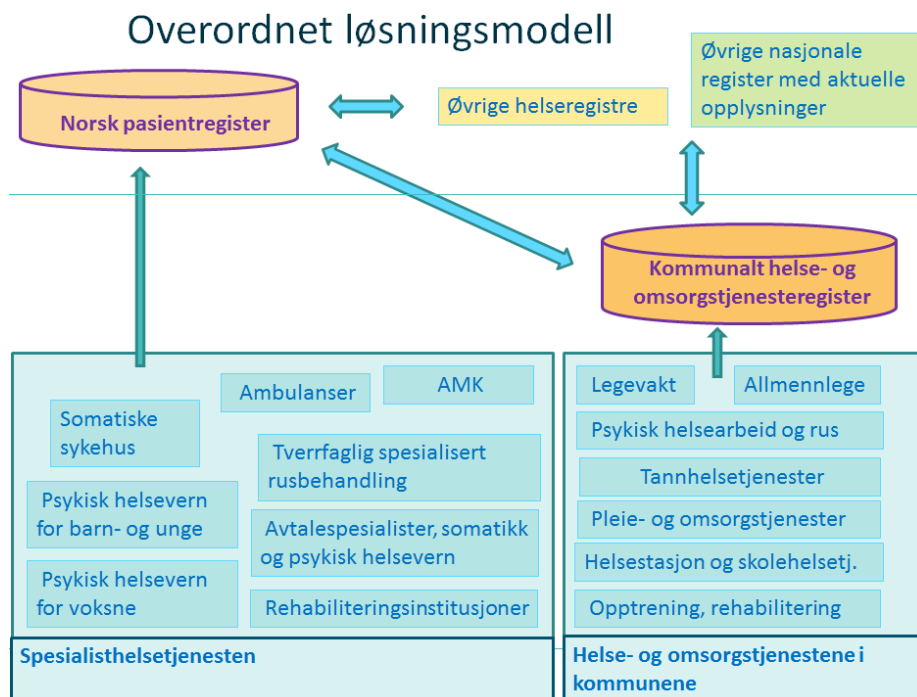 Overordnet løsningsmodell
Øvrige nasjonale
register med aktuelle
opplysninger
Øvrige helseregistre
Norsk pasientregister
Kommunalt helse- og
omsorgstjenesteregister
Ambulanser
AMK
Somatiske
sykehus
Tverrfaglig spesialisert
rusbehandling
Psykisk helsevern
for barn- og unge
Avtalespesialister, somatikk
og psykisk helsevern
Psykisk helsevern
for voksne
Rehabiliteringsinstitusjoner
Spesialisthelsetjenesten
Legevakt
Allmennlege
Psykisk helsearbeid og rus
Tannhelsetjenester
Pleie- og omsorgstjenester
Helsestasjon og skolehelsetj.
Opptrening, rehabilitering
Helse- og omsorgstjenestene i
kommunene